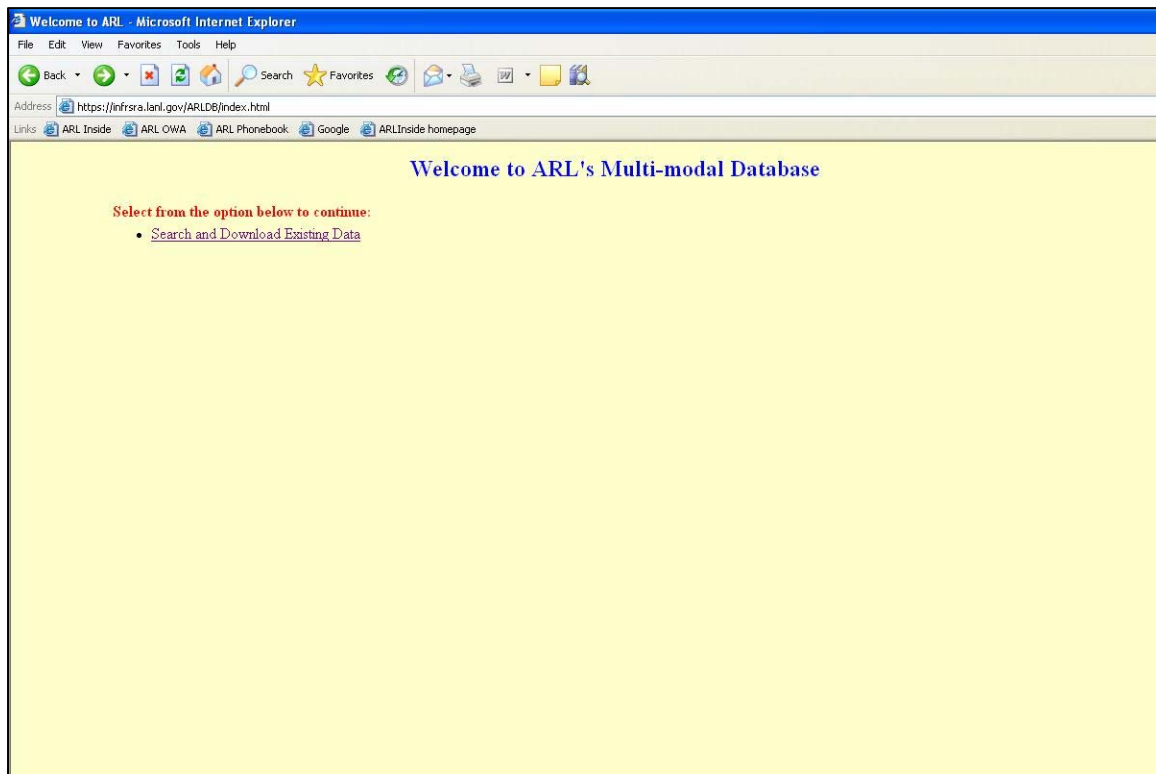 Welcome to ARL - Microsoft Internet Explorer
File Edit View Favorites Tools Help
Back Search Favorites
Address https://infrsra.lanl.gov/ARLDB/index.html
Links ARL Inside ARL OWA ARL Phonebook Google ARLInside homepage
Welcome to ARL's Multi-modal Database
Select from the option below to continue:
• Search and Download Existing Data